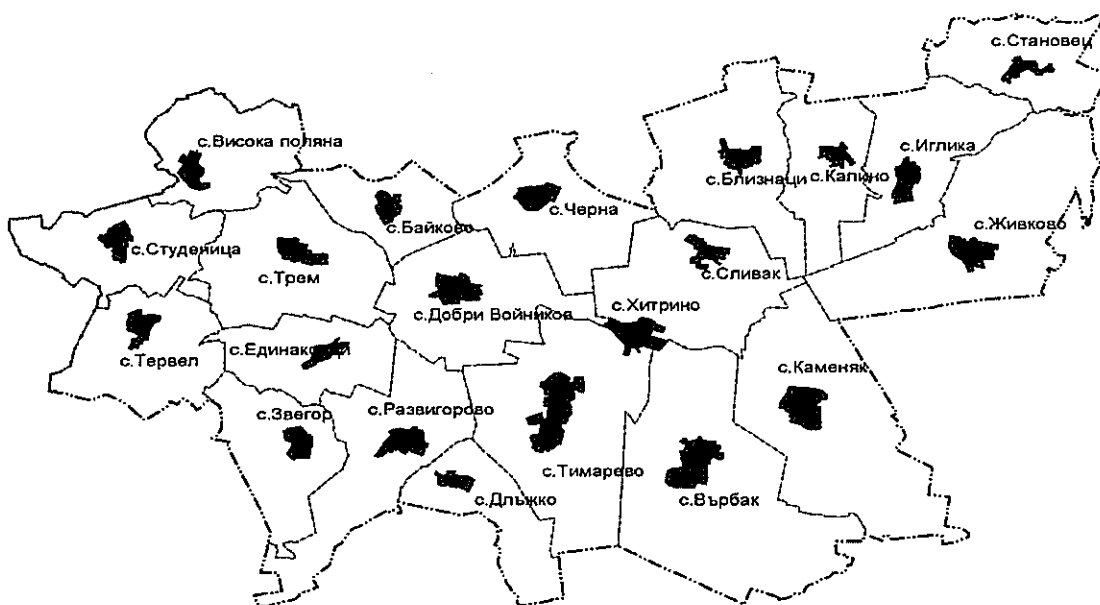 с.Становец
с.Висока поляна
с.Иглика
с.Близнаци
с.Калино
с.Байково
с.Черна
с.Живково
с.Студеница
с.Трем
с.Сливак
с.Хитрино
с.Добри Войников
с.Тервел
с.Единаковци
с.Каменяк
с.Звегор
с.Развигорово
с.Тимарево
с.Длъжко
с.Върбак